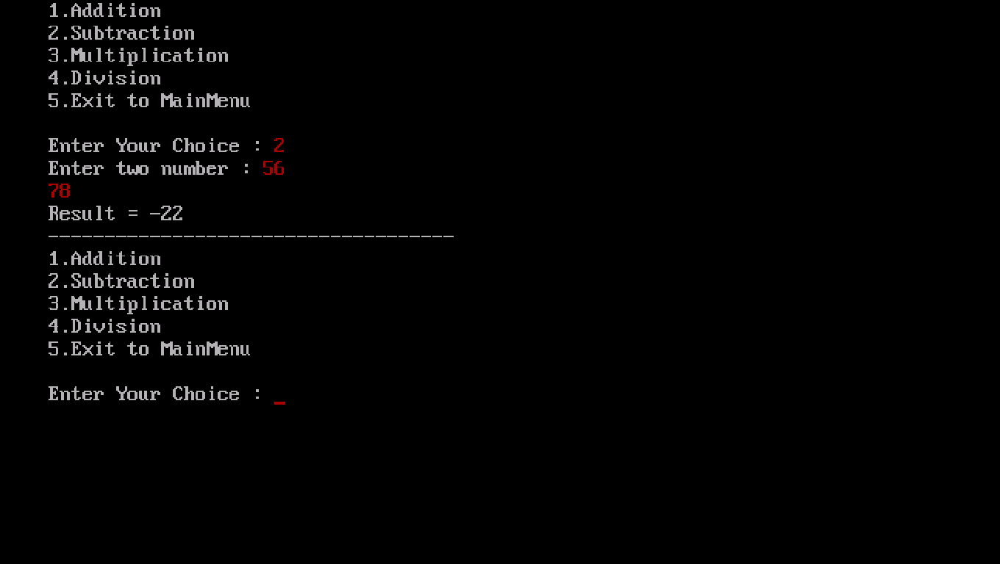 1.Addition
2.Subtraction
3.Multiplication
4.Division
5.Exit to MainMenu
Enter Your Choice : 2
Enter two number : 56
78
Result = -22
------------------------------------
1.Addition
2.Subtraction
3.Multiplication
4.Division
5.Exit to MainMenu
Enter Your Choice : _